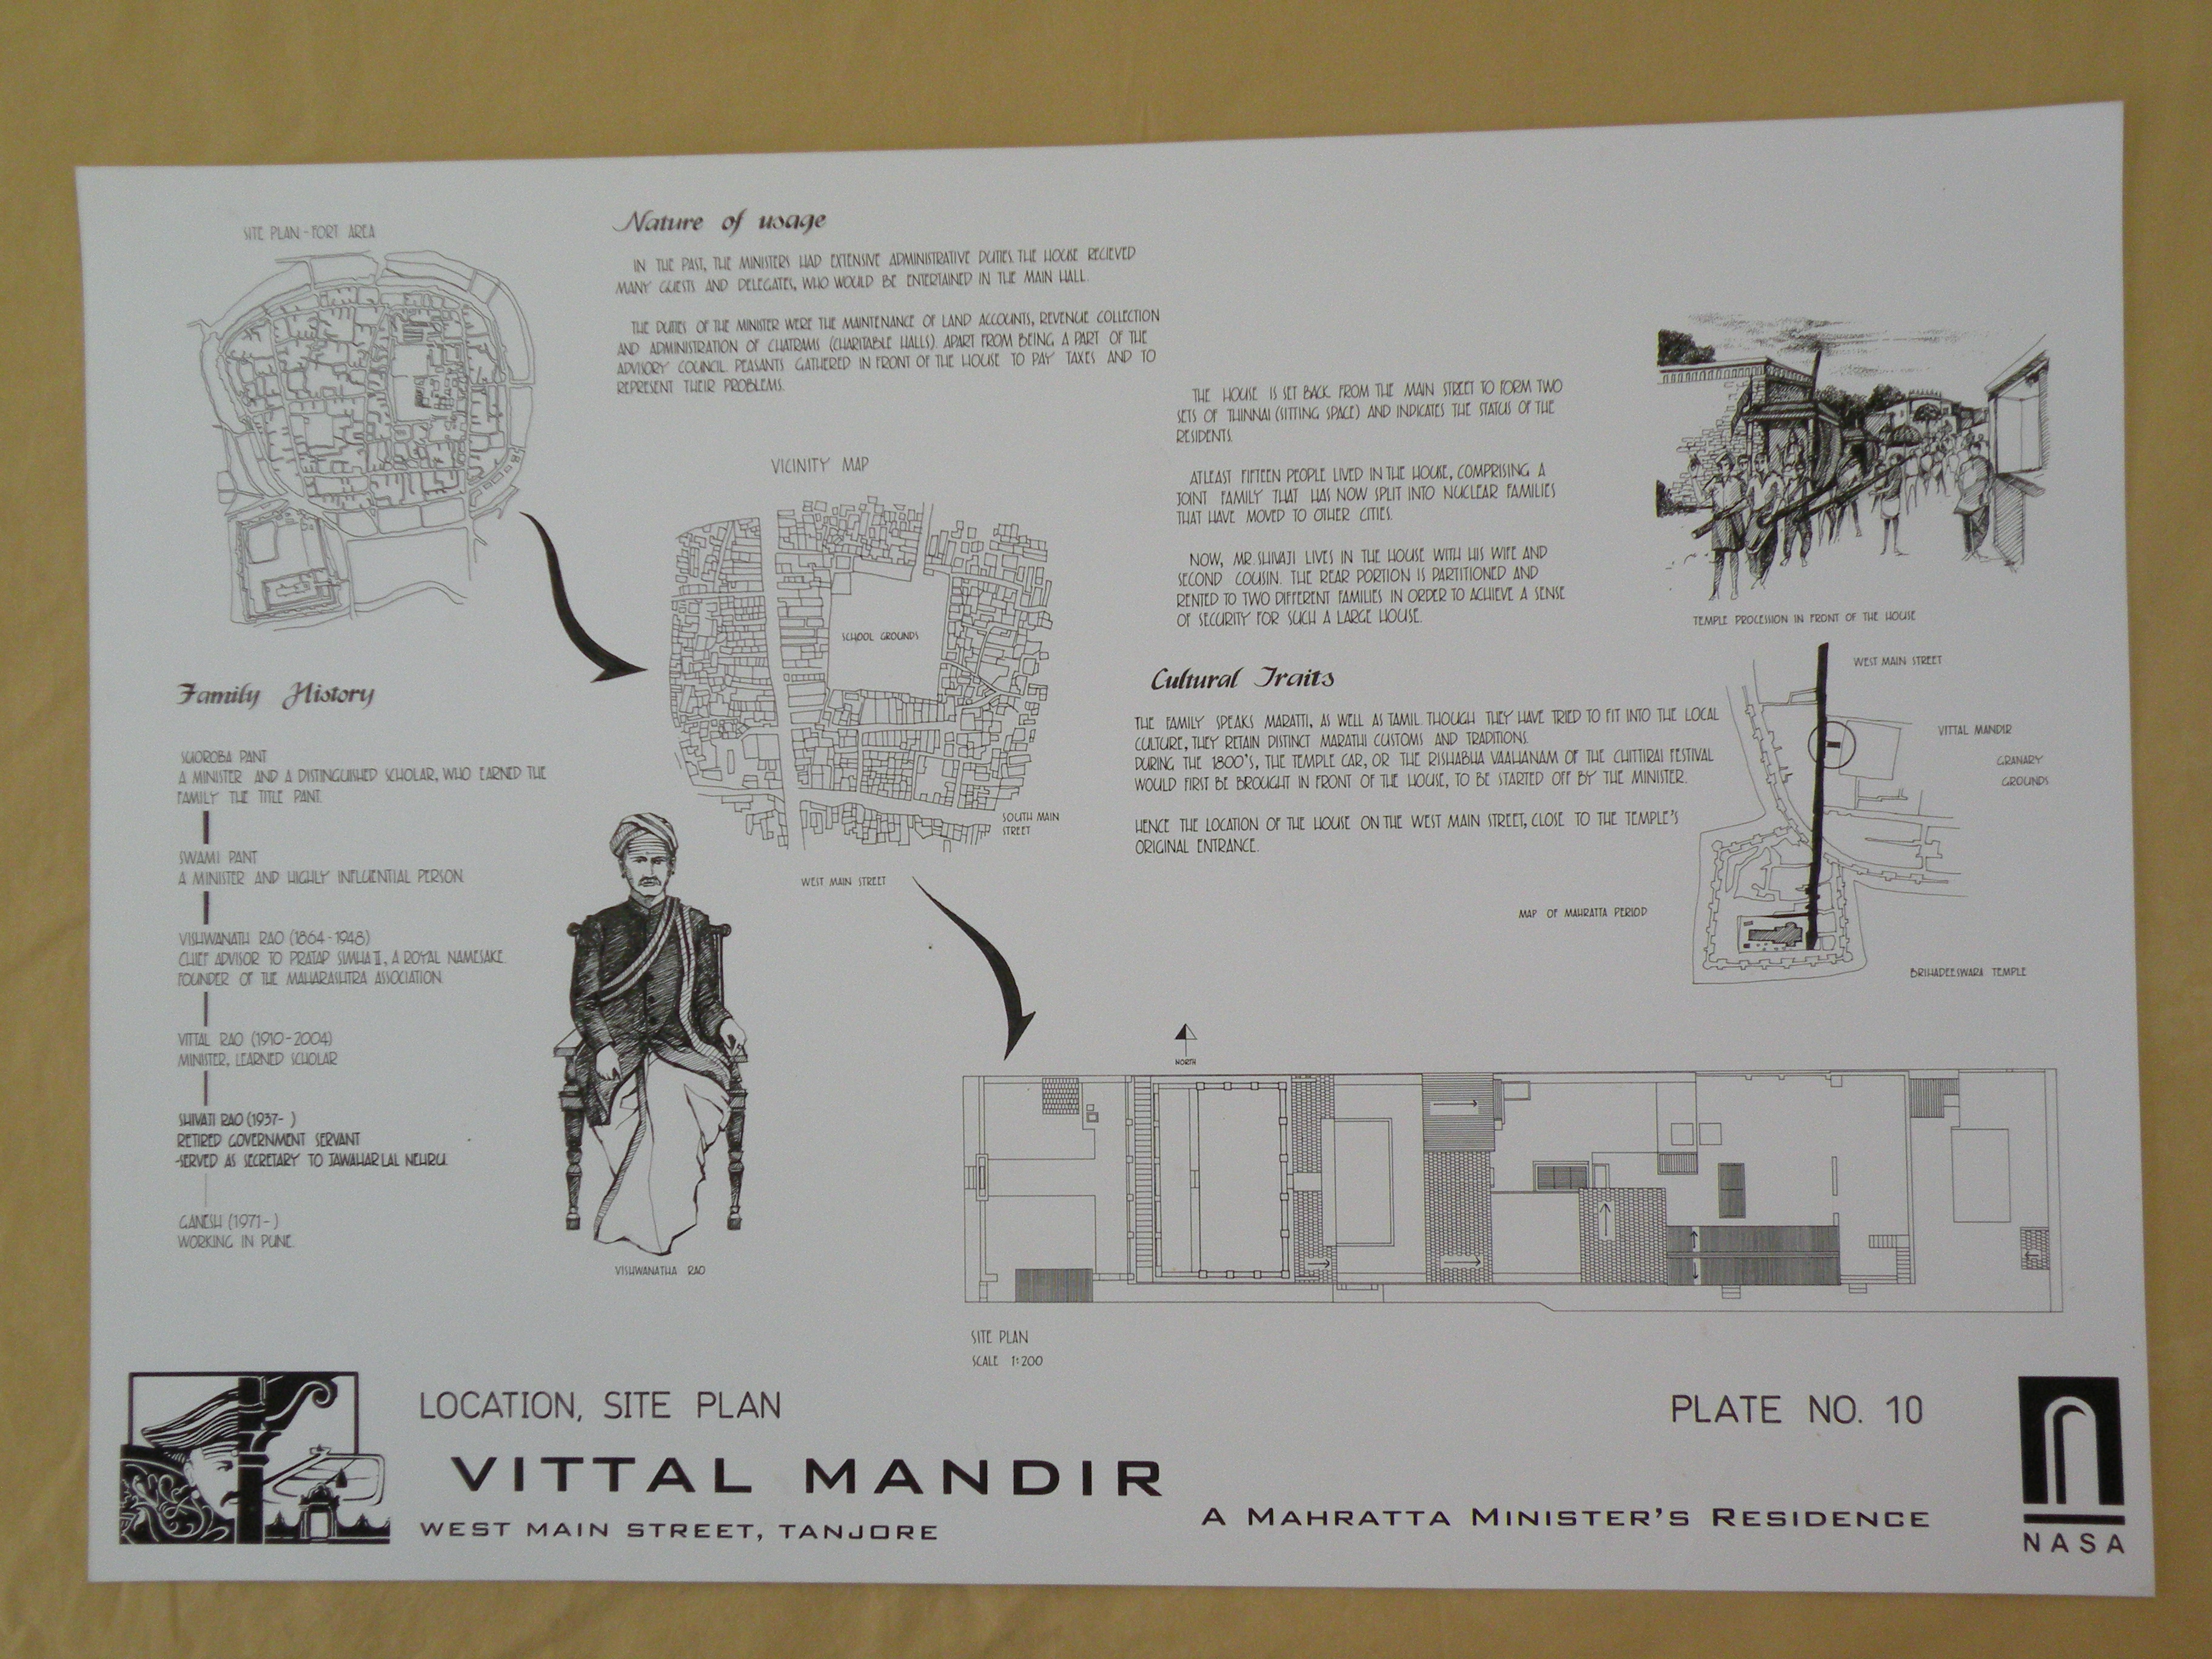 SITE PLAN - FORT AREA
Nature of usage
IN THE PAST, THE MINISTERS HAD EXTENSIVE ADMINISTRATIVE DUTIES. THE HOUSE RECIEVED
MANY GUESTS AND DELEGATES, WHO WOULD BE ENTERTAINED IN THE MAIN HALL.
THE DUTIES OF THE MINISTER WERE THE MAINTENANCE OF LAND ACCOUNTS, REVENUE COLLECTION
AND ADMINISTRATION OF CHATRAMS (CHARITABLE HALLS). APART FROM BEING A PART OF THE
ADVISORY COUNCIL. PEASANTS GATHERED IN FRONT OF THE HOUSE TO PAY TAXES AND TO
REPRESENT THEIR PROBLEMS.
VICINITY MAP
SCHOOL GROUNDS
SOUTH MAIN
STREET
WEST MAIN STREET
Family History
SUOROBA PANT
A MINISTER AND A DISTINGUISHED SCHOLAR, WHO EARNED THE
FAMILY THE TITLE PANT.
SWAMI PANT
A MINISTER AND HIGHLY INFLUENTIAL PERSON.
VISHWANATH RAO (1864-1948)
CHIEF ADVISOR TO PRATAP SIMHA II, A ROYAL NAMESAKE.
FOUNDER OF THE MAHARASHTRA ASSOCIATION.
VITTAL RAO (1910-2004)
MINISTER, LEARNED SCHOLAR
SHIVAJI RAO (1937- )
RETIRED GOVERNMENT SERVANT
-SERVED AS SECRETARY TO JAWAHARLAL NEHRU.
GANESH (1971- )
WORKING IN PUNE.
VISHWANATHA RAO
THE HOUSE IS SET BACK FROM THE MAIN STREET TO FORM TWO
SETS OF THINNAI (SITTING SPACE) AND INDICATES THE STATUS OF THE
RESIDENTS.
ATLEAST FIFTEEN PEOPLE LIVED IN THE HOUSE, COMPRISING A
JOINT FAMILY THAT HAS NOW SPLIT INTO NUCLEAR FAMILIES
THAT HAVE MOVED TO OTHER CITIES.
NOW, MR. SHIVAJI LIVES IN THE HOUSE WITH HIS WIFE AND
SECOND COUSIN. THE REAR PORTION IS PARTITIONED AND
RENTED TO TWO DIFFERENT FAMILIES IN ORDER TO ACHIEVE A SENSE
OF SECURITY FOR SUCH A LARGE HOUSE.
Cultural Traits
THE FAMILY SPEAKS MARATTI, AS WELL AS TAMIL. THOUGH THEY HAVE TRIED TO FIT INTO THE LOCAL
CULTURE, THEY RETAIN DISTINCT MARATHI CUSTOMS AND TRADITIONS.
DURING THE 1800'S, THE TEMPLE CAR, OR THE RISHABHA VAAHANAM OF THE CHITTIRAI FESTIVAL
WOULD FIRST BE BROUGHT IN FRONT OF THE HOUSE, TO BE STARTED OFF BY THE MINISTER.
HENCE THE LOCATION OF THE HOUSE ON THE WEST MAIN STREET, CLOSE TO THE TEMPLE'S
ORIGINAL ENTRANCE.
TEMPLE PROCESSION IN FRONT OF THE HOUSE
WEST MAIN STREET
VITTAL MANDIR
GRANARY
GROUNDS
MAP OF MAHRATTA PERIOD
BRIHADEESWARA TEMPLE
NORTH
SITE PLAN
SCALE 1:200
LOCATION, SITE PLAN
PLATE NO. 10
VITTAL MANDIR
WEST MAIN STREET, TANJORE
A MAHRATTA MINISTER'S RESIDENCE
NASA